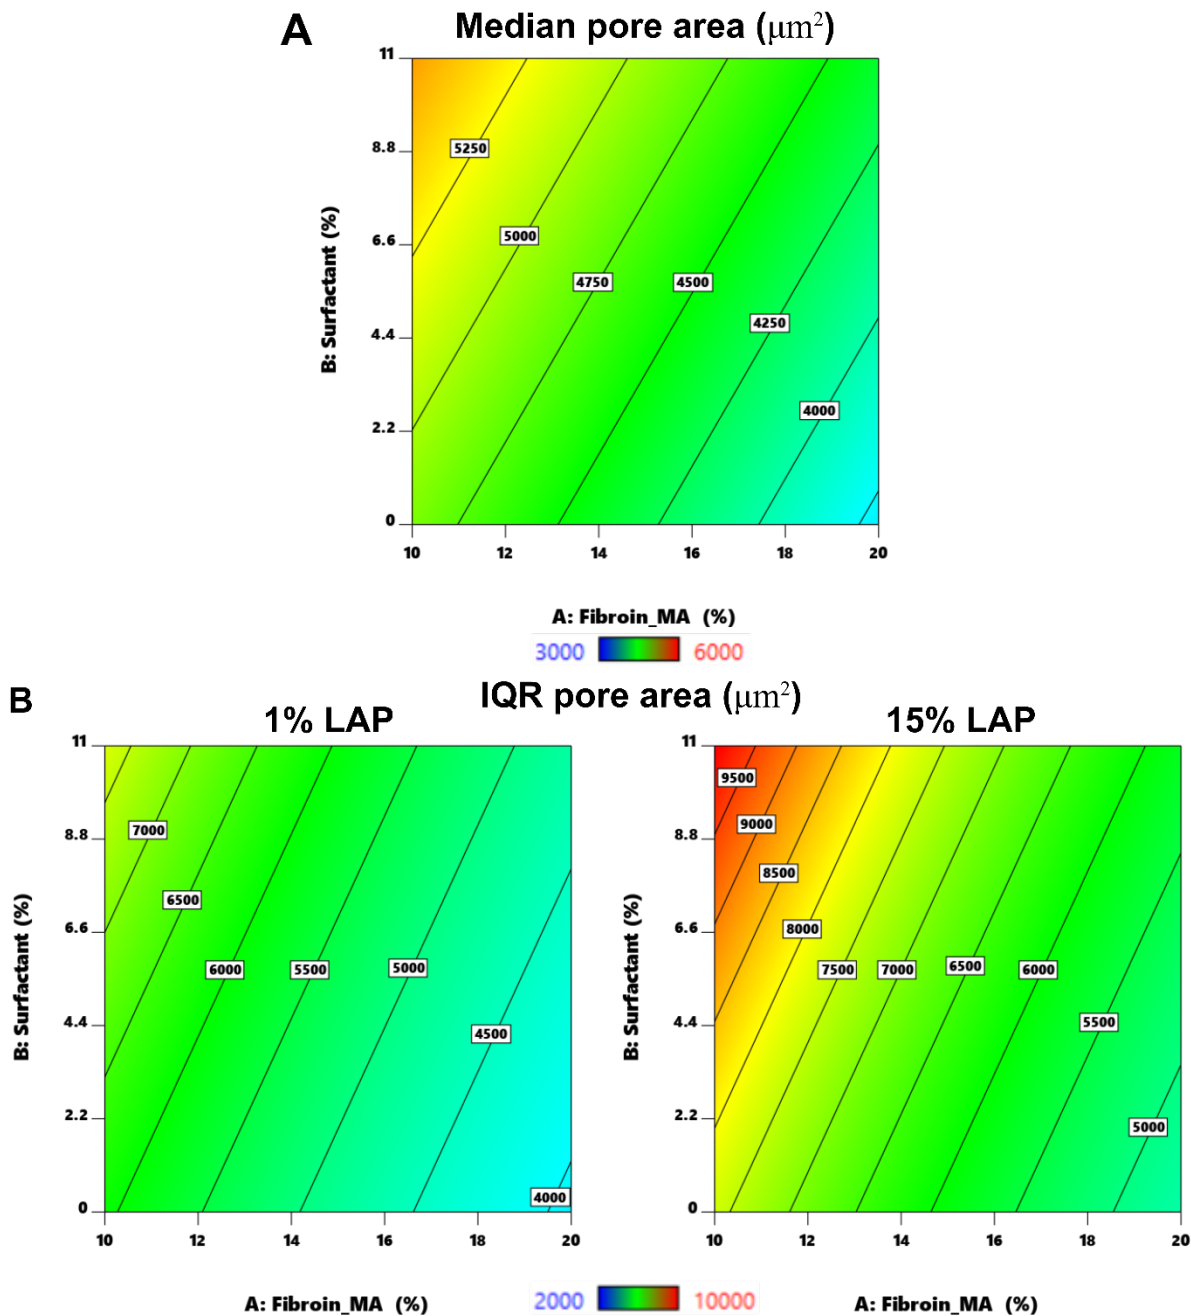 A
Median pore area (μm²)
11
8.8
6.6
4.4
2.2
0
B: Surfactant (%)
5250
5000
4750
4500
4250
4000
10 12 14 16 18 20
A: Fibroin_MA (%)
3000 6000
B
IQR pore area (μm²)
1% LAP
11
8.8
6.6
4.4
2.2
0
B: Surfactant (%)
7000
6500
6000
5500
5000
4500
4000
10 12 14 16 18 20
A: Fibroin_MA (%)
15% LAP
11
8.8
6.6
4.4
2.2
0
B: Surfactant (%)
9500
9000
8500
8000
7500
7000
6500
6000
5500
5000
10 12 14 16 18 20
A: Fibroin_MA (%)
2000 10000